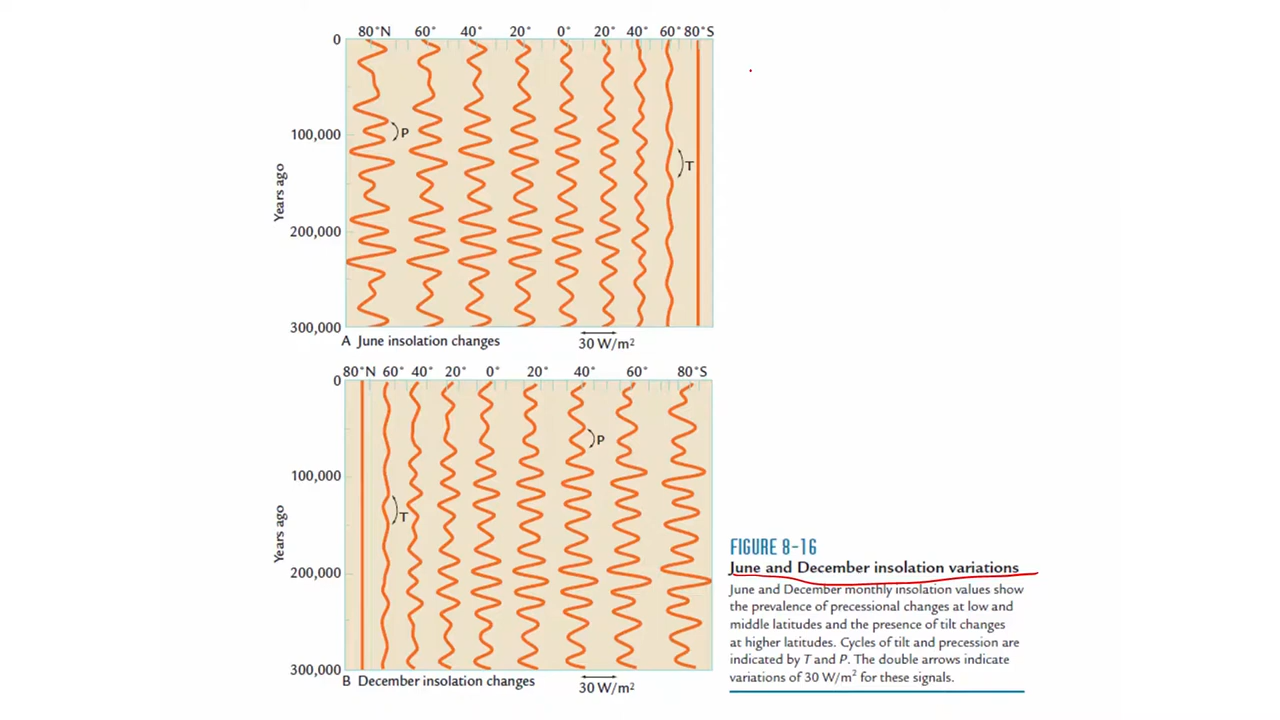 80°N 60° 40° 20° 0° 20° 40° 60° 80°S
0
100,000
200,000
300,000
Years ago
P
T
A June insolation changes
30 W/m²
80°N 60° 40° 20° 0° 20° 40° 60° 80°S
0
100,000
200,000
300,000
Years ago
P
T
B December insolation changes
30 W/m²
FIGURE 8-16
June and December insolation variations
June and December monthly insolation values show
the prevalence of precessional changes at low and
middle latitudes and the presence of tilt changes
at higher latitudes. Cycles of tilt and precession are
indicated by T and P. The double arrows indicate
variations of 30 W/m² for these signals.